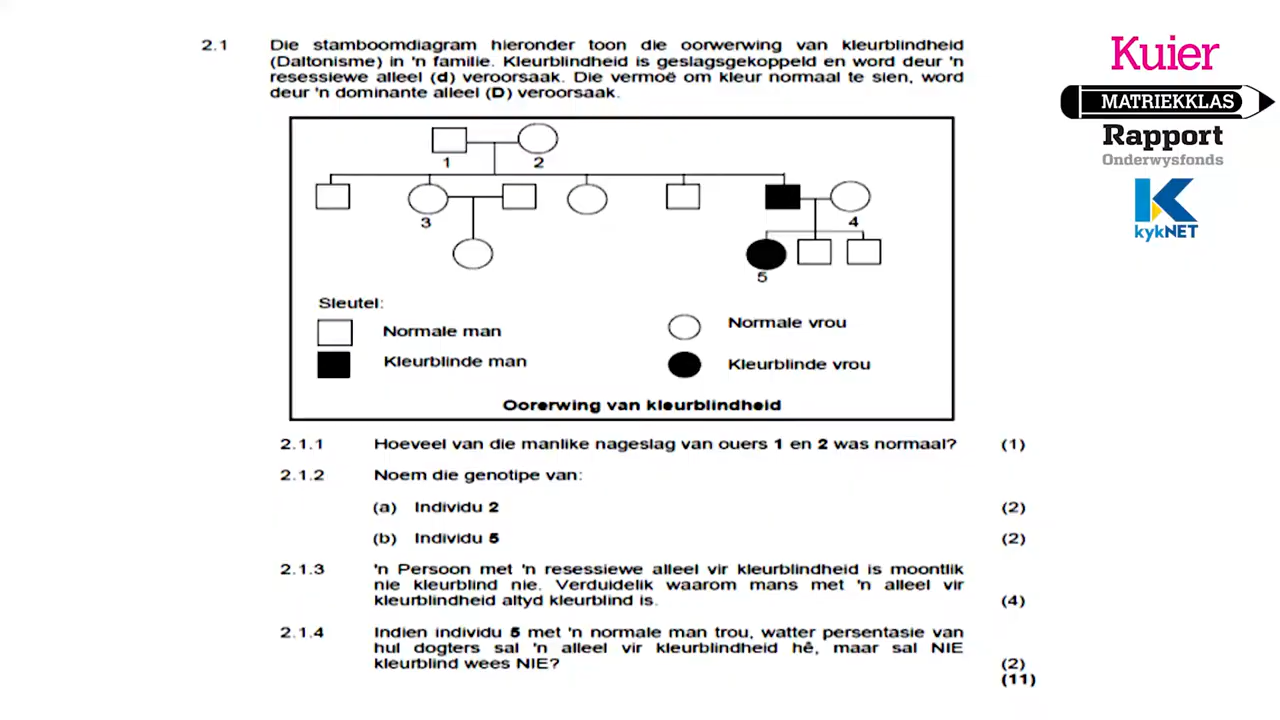 2.1 Die stamboomdiagram hieronder toon die oorwerwing van kleurblindheid
(Daltonisme) in 'n familie. Kleurblindheid is geslagsgekoppeld en word deur 'n
resessiewe alleel (d) veroorsaak. Die vermoë om kleur normaal te sien, word
deur 'n dominante alleel (D) veroorsaak.
1 2
3 4
5
Sleutel:
Normale man Normale vrou
Kleurblinde man Kleurblinde vrou
Oorerwing van kleurblindheid
2.1.1 Hoeveel van die manlike nageslag van ouers 1 en 2 was normaal? (1)
2.1.2 Noem die genotipe van:
(a) Individu 2 (2)
(b) Individu 5 (2)
2.1.3 'n Persoon met 'n resessiewe alleel vir kleurblindheid is moontlik
nie kleurblind nie. Verduidelik waarom mans met 'n alleel vir
kleurblindheid altyd kleurblind is. (4)
2.1.4 Indien individu 5 met 'n normale man trou, watter persentasie van
hul dogters sal 'n alleel vir kleurblindheid hê, maar sal NIE
kleurblind wees NIE? (2)
(11)
Kuier
MATRIEKKLAS
Rapport
Onderwysfonds
K
kykNET